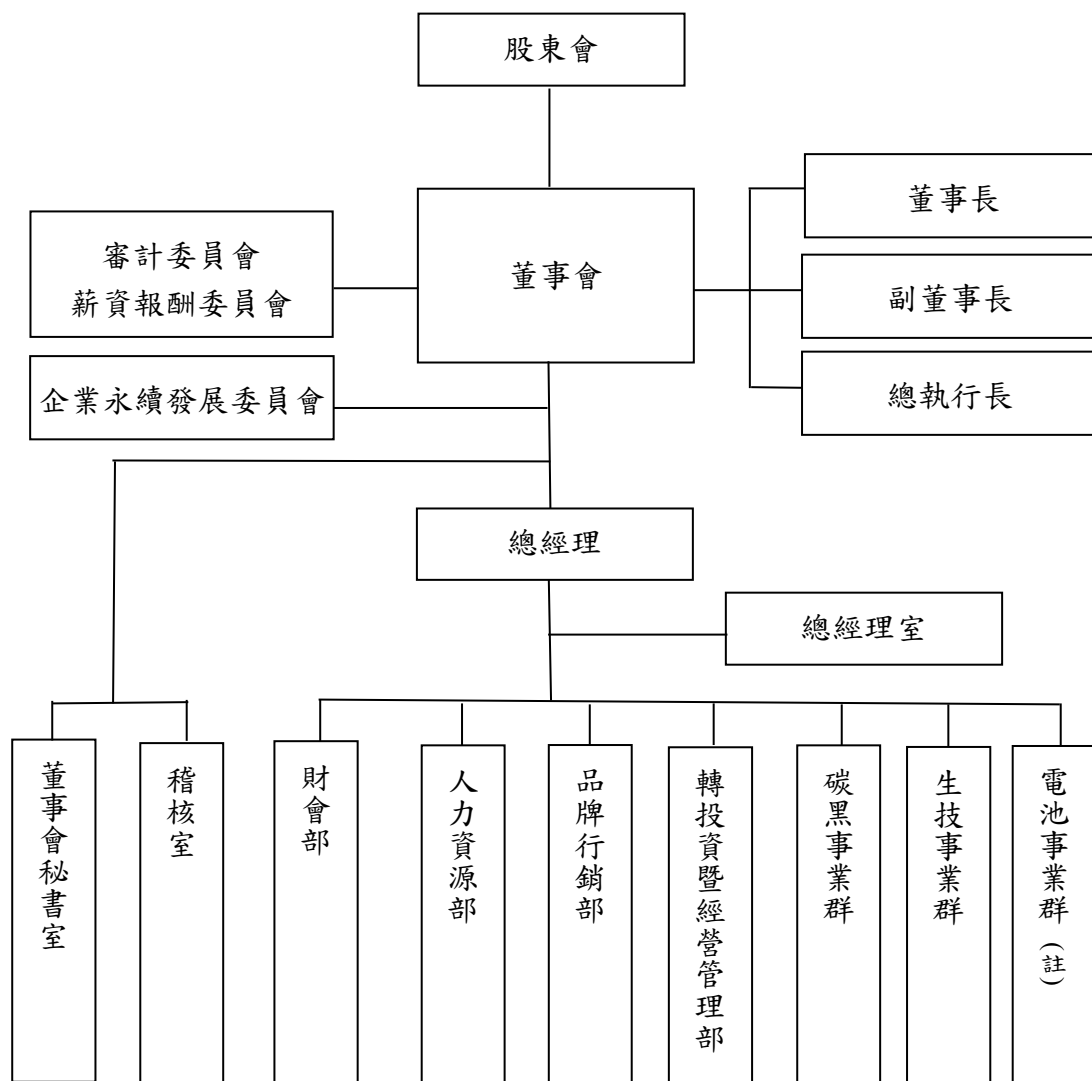 股東會
董事長
審計委員會
薪資報酬委員會
董事會
副董事長
企業永續發展委員會
總執行長
總經理
總經理室
董事會秘書室
稽核室
財會部
人力資源部
品牌行銷部
轉投資暨經營管理部
碳黑事業群
生技事業群
電池事業群(註)